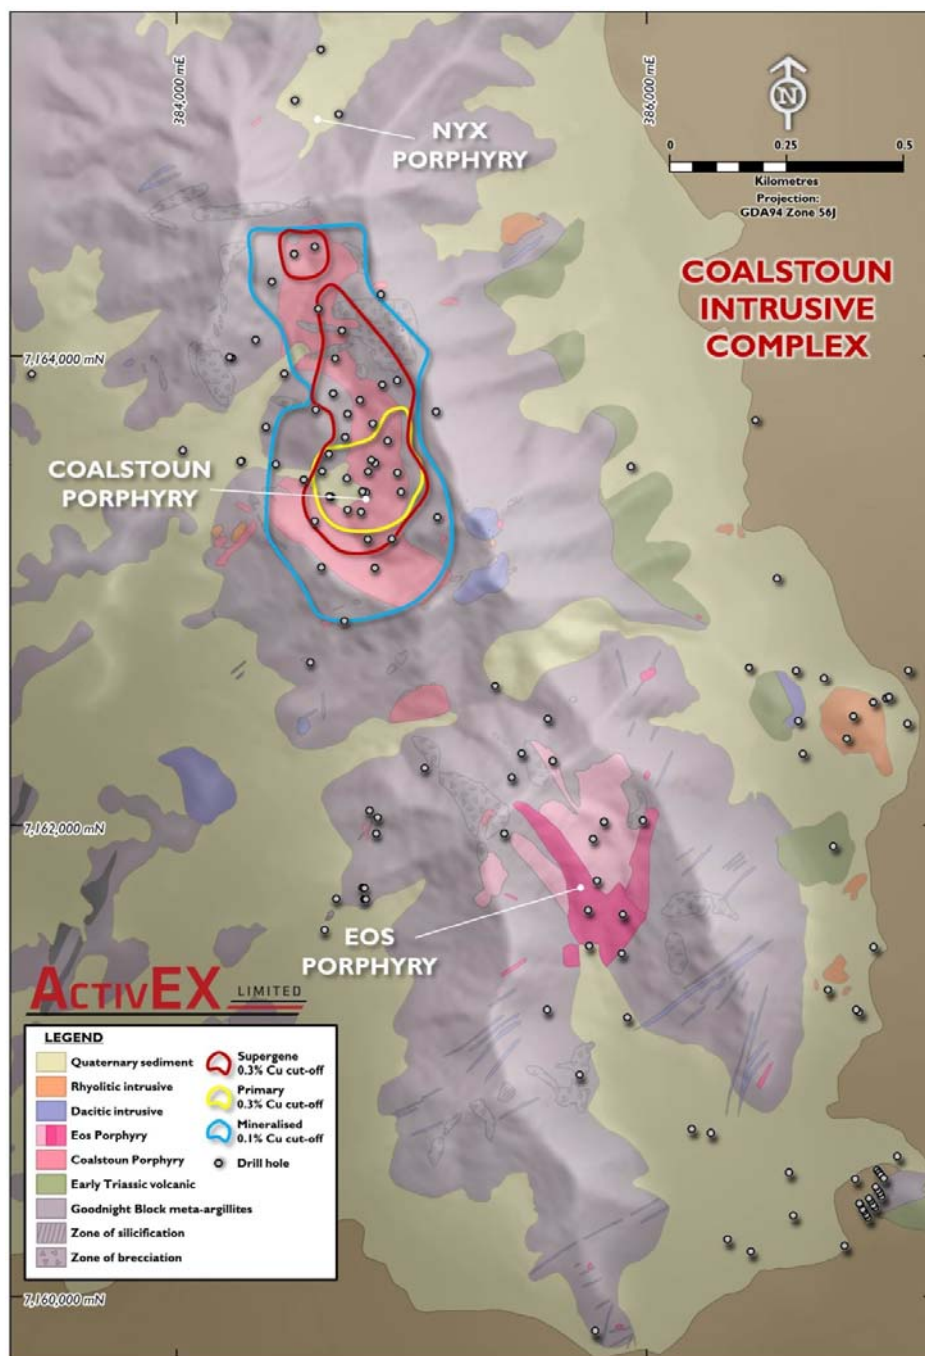 384,000 mE
386,000 mE
N
NYX
PORPHYRY
0
0.25
0.5
Kilometres
Projection:
GDA94 Zone 56J
COALSTOUN
INTRUSIVE
COMPLEX
7,164,000 mN
COALSTOUN
PORPHYRY
7,162,000 mN
EOS
PORPHYRY
ACTIVEX
LIMITED
LEGEND
Quaternary sediment
Rhyolitic intrusive
Dacitic intrusive
Eos Porphyry
Coalstoun Porphyry
Early Triassic volcanic
Goodnight Block meta-argillites
Zone of silicification
Zone of brecciation
Supergene
0.3% Cu cut-off
Primary
0.3% Cu cut-off
Mineralised
0.1% Cu cut-off
Drill hole
7,160,000 mN